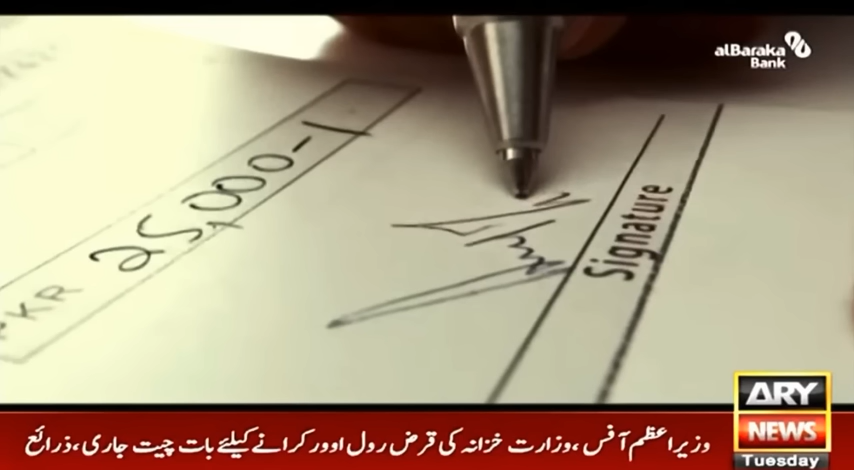 alBaraka
Bank
PKR 25,000-/
Signature
ARY
NEWS
Tuesday
وزیراعظم آفس ،وزارت خزانہ کی قرض رول اوور کرانے کیلئے بات چیت جاری ،ذرائع